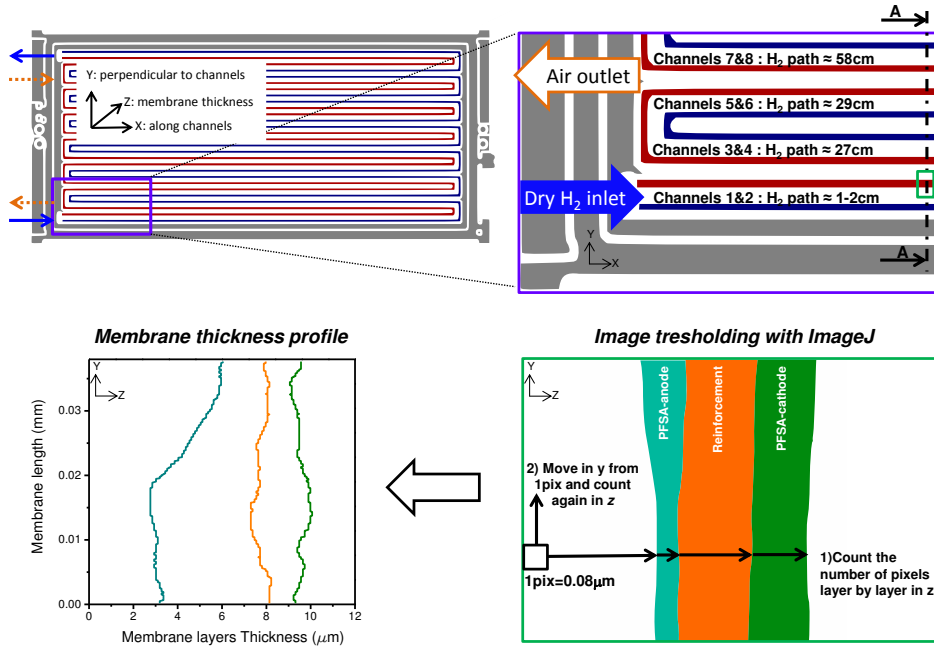 A
Y: perpendicular to channels
Z: membrane thickness
X: along channels
Air outlet
Channels 7&8 : H2 path ≈ 58cm
Channels 5&6 : H2 path ≈ 29cm
Channels 3&4 : H2 path ≈ 27cm
Dry H2 inlet
Channels 1&2 : H2 path ≈ 1-2cm
Y
X
A
Membrane thickness profile
Image tresholding with ImageJ
Y
Z
Membrane length (mm)
0.03
0.02
0.01
0.00
0 2 4 6 8 10 12
Membrane layers Thickness (μm)
Y
Z
PFSA-anode
Reinforcement
PFSA-cathode
2) Move in y from
1pix and count
again in z
1pix=0.08μm
1)Count the
number of pixels
layer by layer in z